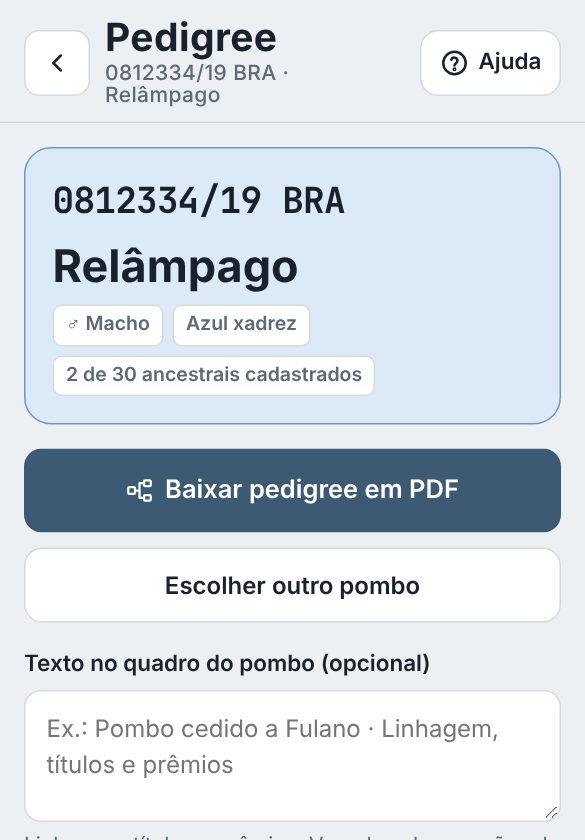 Pedigree
0812334/19 BRA ·
Relâmpago
Ajuda
0812334/19 BRA
Relâmpago
♂ Macho
Azul xadrez
2 de 30 ancestrais cadastrados
Baixar pedigree em PDF
Escolher outro pombo
Texto no quadro do pombo (opcional)
Ex.: Pombo cedido a Fulano · Linhagem,
títulos e prêmios